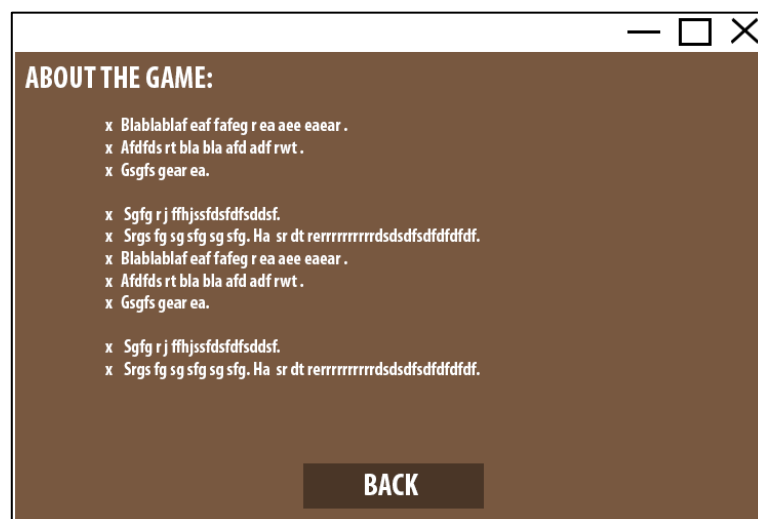 ABOUT THE GAME:
x Blablablaf eaf fafeg r ea aee eaear .
x Afdfds rt bla bla afd adf rwt .
x Gsgfs gear ea.
x Sgfg r j ffhjssfdsfdfsddsf.
x Srgs fg sg sfg sg sfg. Ha sr dt rerrrrrrrrrrdsdsdfsdfdfdfdf.
x Blablablaf eaf fafeg r ea aee eaear .
x Afdfds rt bla bla afd adf rwt .
x Gsgfs gear ea.
x Sgfg r j ffhjssfdsfdfsddsf.
x Srgs fg sg sfg sg sfg. Ha sr dt rerrrrrrrrrrdsdsdfsdfdfdfdf.
BACK